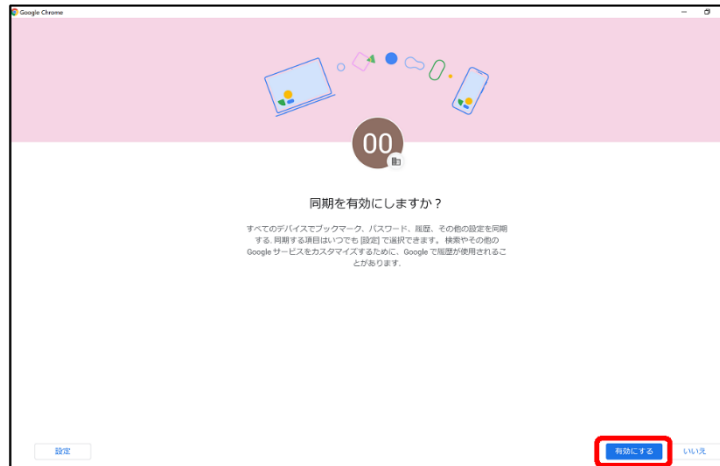 Google Chrome
00
同期を有効にしますか？
すべてのデバイスでブックマーク、パスワード、履歴、その他の設定を同期
する. 同期する項目はいつでも [設定] で選択できます。 検索やその他の
Google サービスをカスタマイズするために、Google で履歴が使用されるこ
とがあります.
設定
有効にする
いいえ